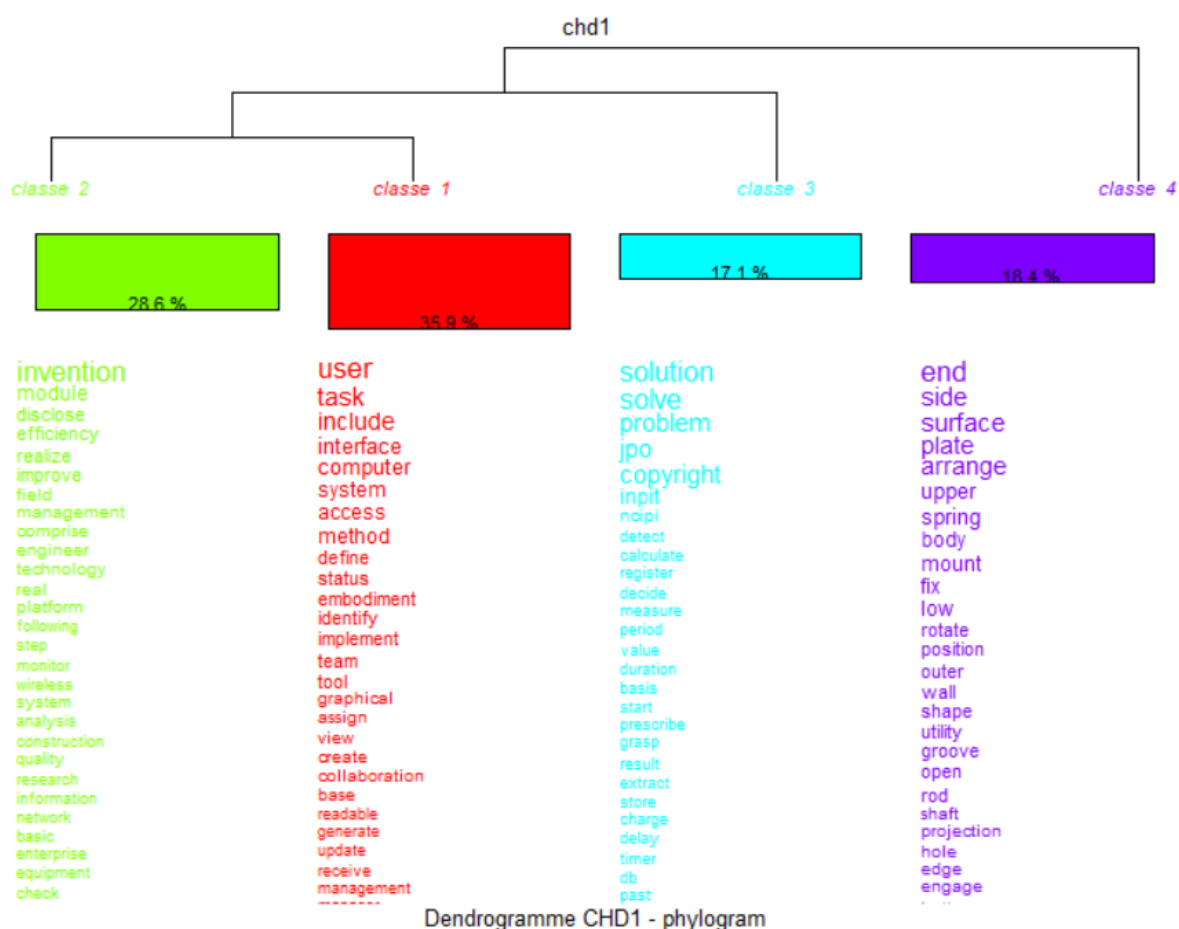 chd1
classe 2
classe 1
classe 3
classe 4
28.6 %
35.9 %
17.1 %
18.4 %
invention
module
disclose
efficiency
realize
improve
field
management
comprise
engineer
technology
real
platform
following
step
monitor
wireless
system
analysis
construction
quality
research
information
network
basic
enterprise
equipment
check
user
task
include
interface
computer
system
access
method
define
status
embodiment
identify
implement
team
tool
graphical
assign
view
create
collaboration
base
readable
generate
update
receive
management
solution
solve
problem
jpo
copyright
inpit
ncipi
detect
calculate
register
decide
measure
period
value
duration
basis
start
prescribe
grasp
result
extract
store
charge
delay
timer
db
past
end
side
surface
plate
arrange
upper
spring
body
mount
fix
low
rotate
position
outer
wall
shape
utility
groove
open
rod
shaft
projection
hole
edge
engage
Dendrogramme CHD1 - phylogram